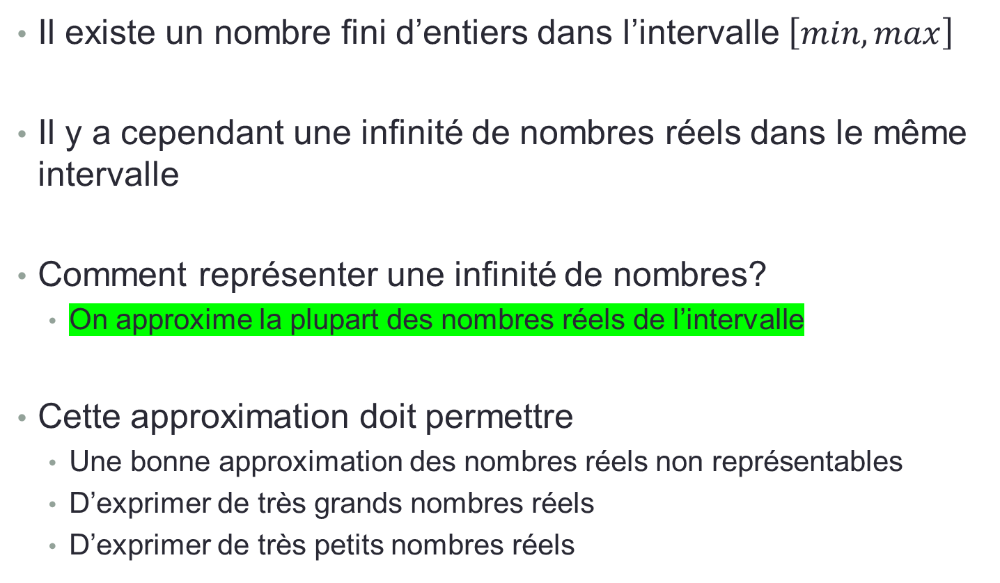 • Il existe un nombre fini d’entiers dans l’intervalle [𝑚𝑖𝑛, 𝑚𝑎𝑥]
• Il y a cependant une infinité de nombres réels dans le même
intervalle
• Comment représenter une infinité de nombres?
• On approxime la plupart des nombres réels de l’intervalle
• Cette approximation doit permettre
• Une bonne approximation des nombres réels non représentables
• D’exprimer de très grands nombres réels
• D’exprimer de très petits nombres réels